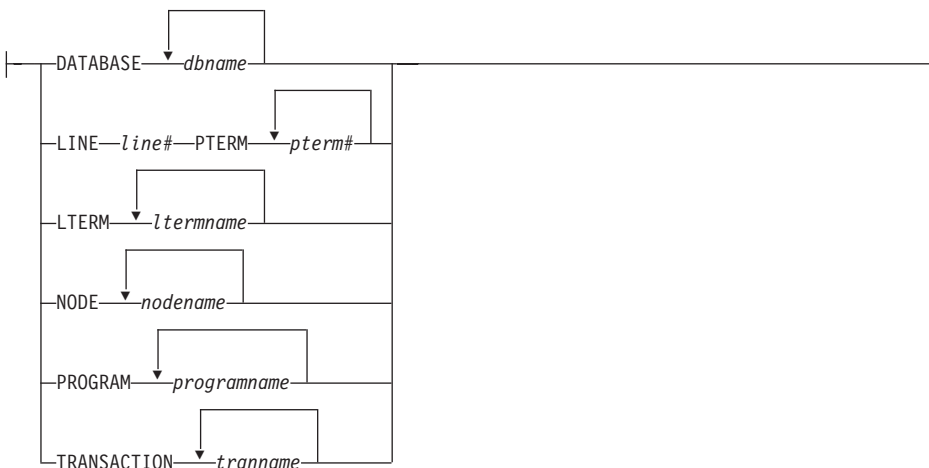 DATABASE dbname
LINE line# PTERM pterm#
LTERM ltermname
NODE nodename
PROGRAM programname
TRANSACTION tranname